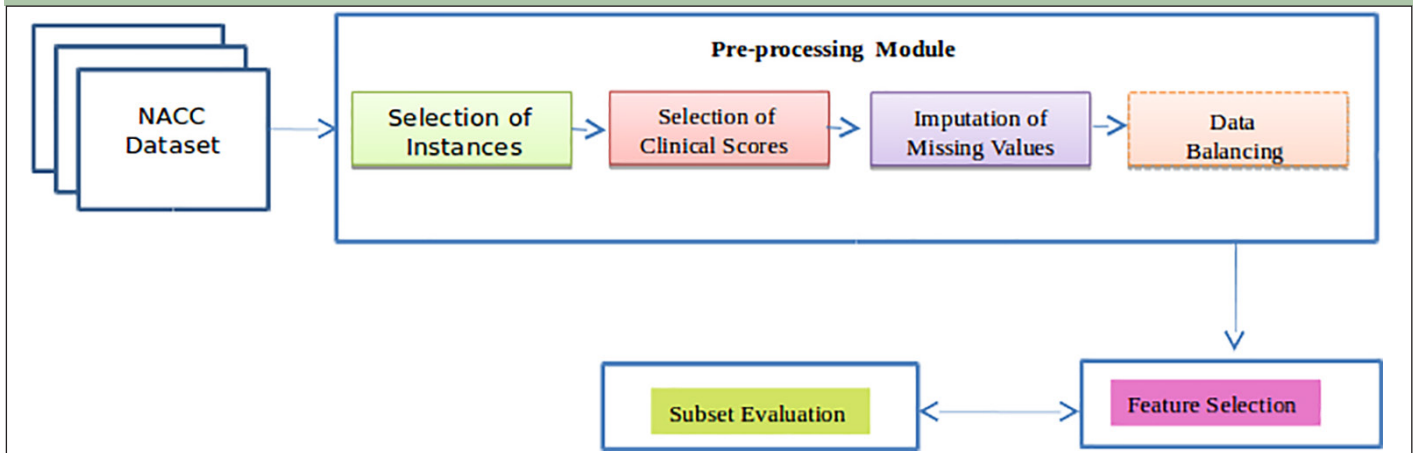 Pre-processing Module
NACC
Dataset
Selection of
Instances
Selection of
Clinical Scores
Imputation of
Missing Values
Data
Balancing
Subset Evaluation
Feature Selection